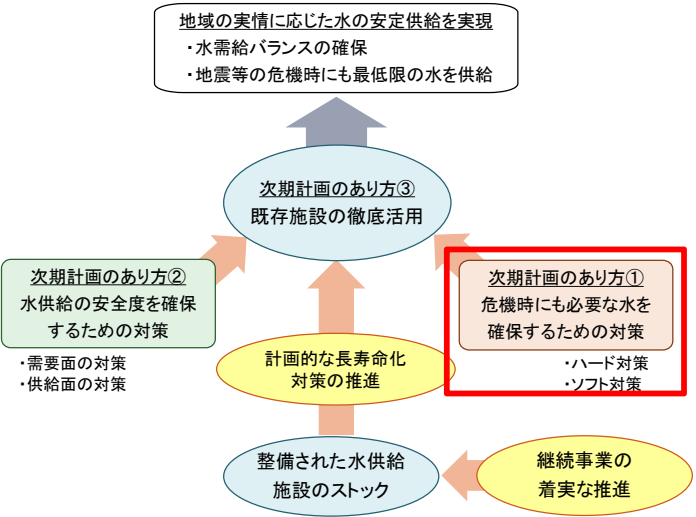 地域の実情に応じた水の安定供給を実現
・水需給バランスの確保
・地震等の危機時にも最低限の水を供給
次期計画のあり方③
既存施設の徹底活用
次期計画のあり方②
水供給の安全度を確保
するための対策
・需要面の対策
・供給面の対策
次期計画のあり方①
危機時にも必要な水を
確保するための対策
・ハード対策
・ソフト対策
計画的な長寿命化
対策の推進
整備された水供給
施設のストック
継続事業の
着実な推進